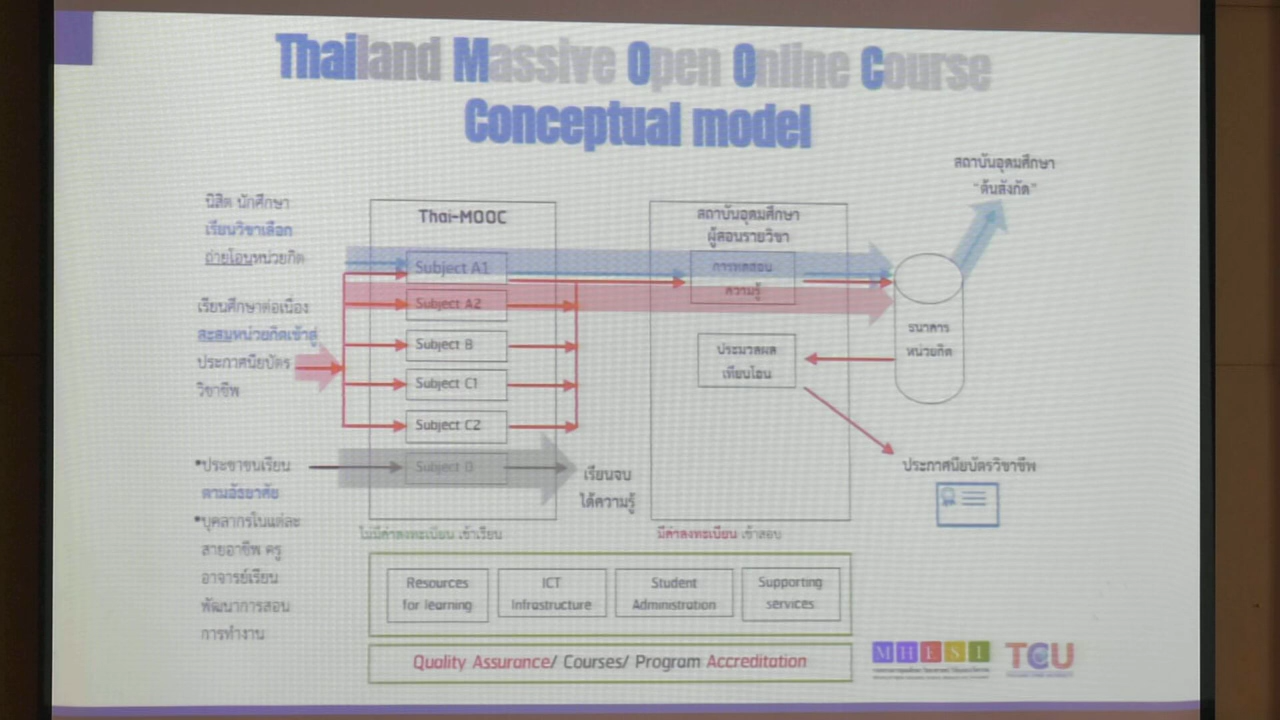 Thailand Massive Open Online Course
Conceptual model
สถาบันอุดมศึกษา
"ต้นสังกัด"
นิสิต นักศึกษา
เรียนวิชาเลือก
ถ่ายโอนหน่วยกิต
เรียนศึกษาต่อเนื่อง
สะสมหน่วยกิตเข้าสู่
ประกาศนียบัตร
วิชาชีพ
•ประชาชนเรียน
ตามอัธยาศัย
•บุคลากรในแต่ละ
สายอาชีพ ครู
อาจารย์เรียน
พัฒนาการสอน
การทำงาน
Thai-MOOC
Subject A1
Subject A2
Subject B
Subject C1
Subject C2
Subject D
เรียนจบ
ได้ความรู้
ไม่มีค่าลงทะเบียน เข้าเรียน
สถาบันอุดมศึกษา
ผู้สอนรายวิชา
การทดสอบ
ความรู้
ประมวลผล
เทียบโอน
มีค่าลงทะเบียน เข้าสอบ
ธนาคาร
หน่วยกิต
ประกาศนียบัตรวิชาชีพ
Resources
for learning
ICT
Infrastructure
Student
Administration
Supporting
services
Quality Assurance/ Courses/ Program Accreditation
MHESI
TCU